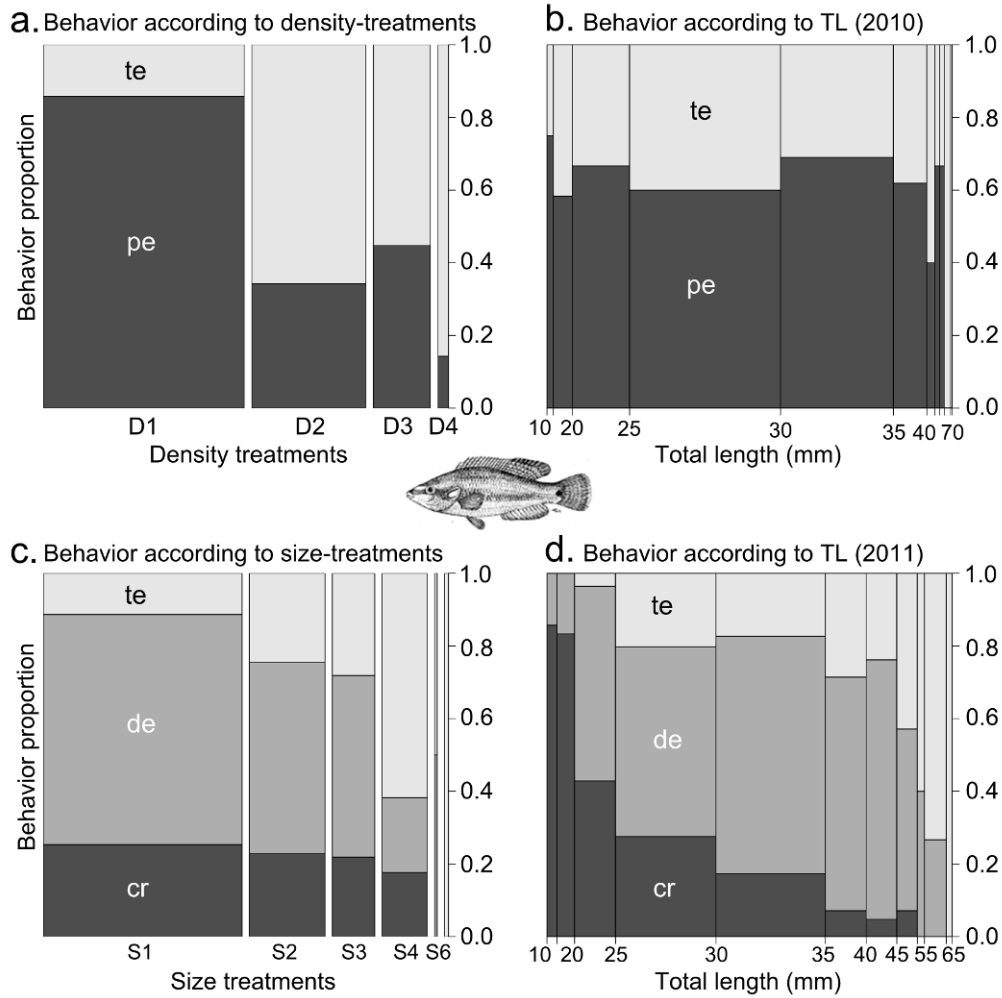 a. Behavior according to density-treatments
te
pe
Behavior proportion
1.0
0.8
0.6
0.4
0.2
0.0
D1 D2 D3 D4
Density treatments
b. Behavior according to TL (2010)
te
pe
1.0
0.8
0.6
0.4
0.2
0.0
10 20 25 30 35 40 70
Total length (mm)
c. Behavior according to size-treatments
te
de
cr
Behavior proportion
1.0
0.8
0.6
0.4
0.2
0.0
S1 S2 S3 S4 S6
Size treatments
d. Behavior according to TL (2011)
te
de
cr
1.0
0.8
0.6
0.4
0.2
0.0
10 20 25 30 35 40 45 55 65
Total length (mm)